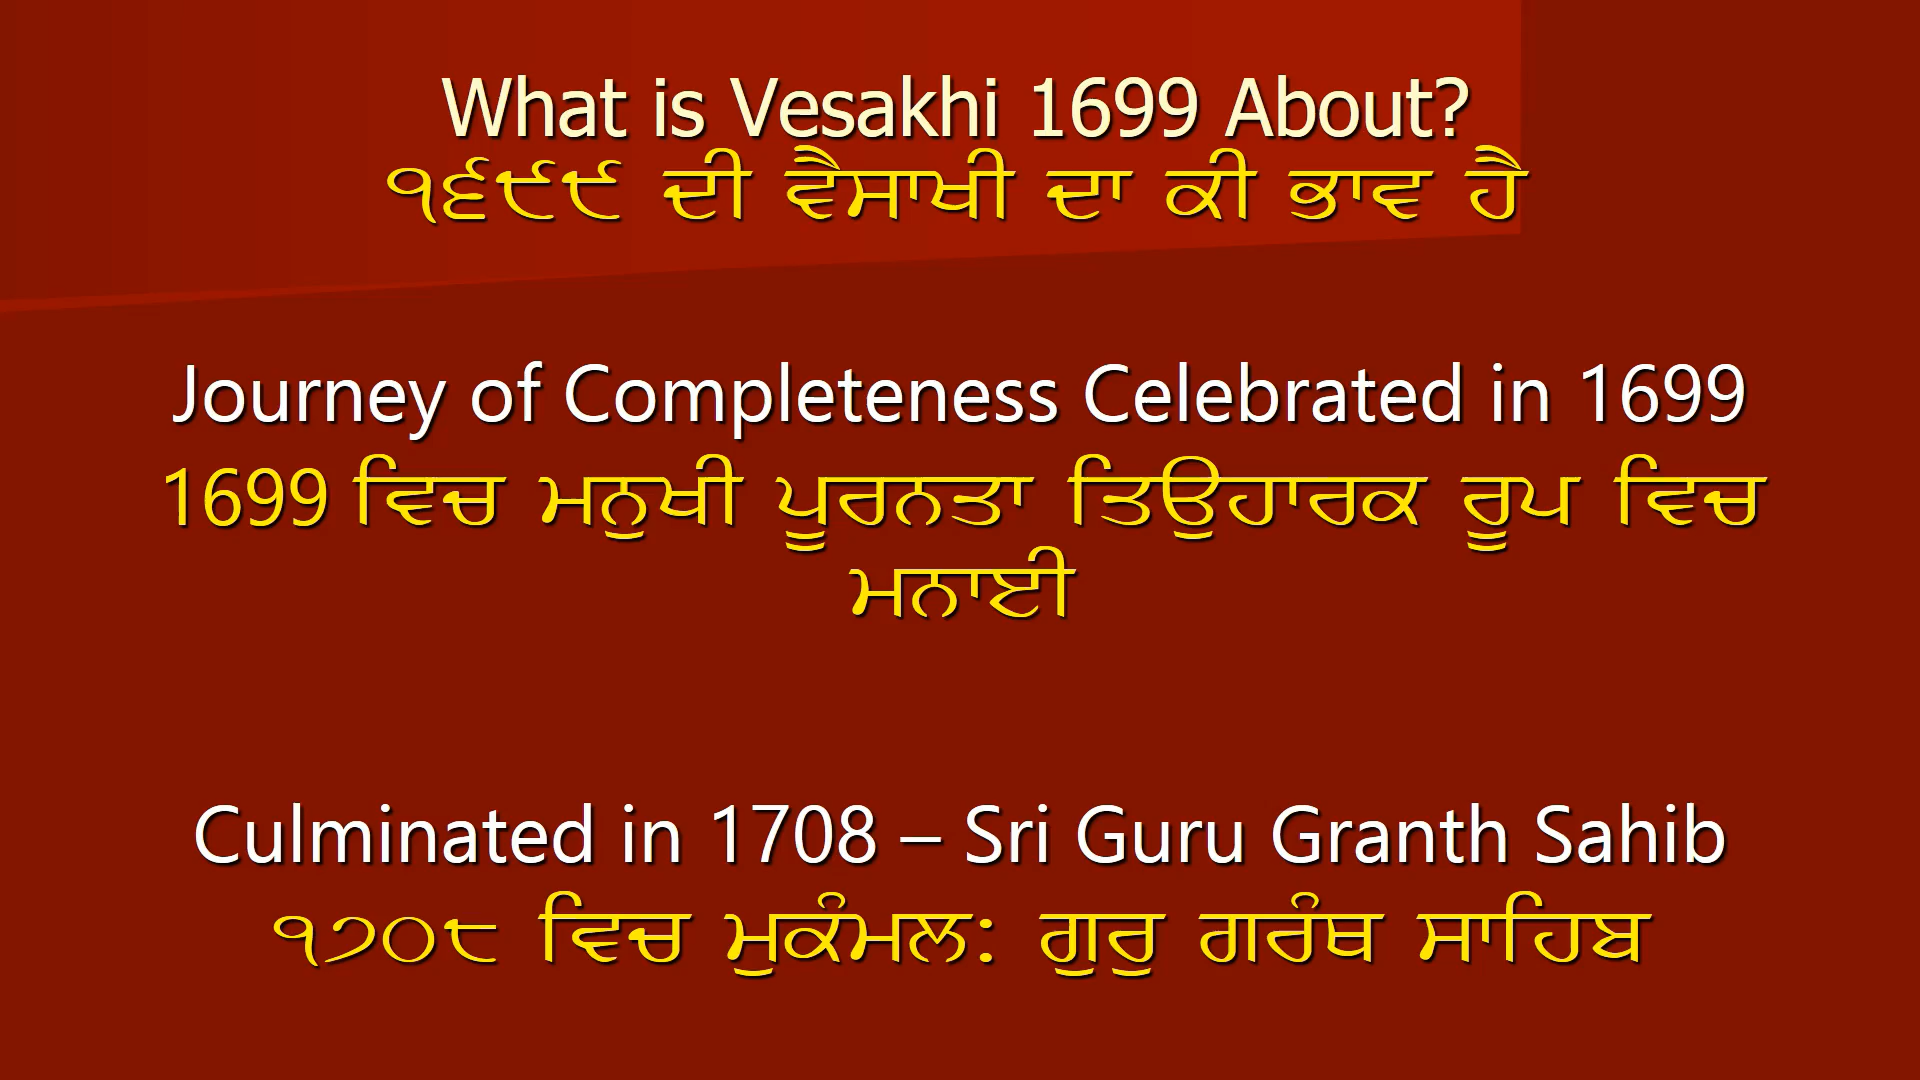 What is Vesakhi 1699 About?
੧੬੯੯ ਦੀ ਵੈਸਾਖੀ ਦਾ ਕੀ ਭਾਵ ਹੈ
Journey of Completeness Celebrated in 1699
1699 ਵਿਚ ਮਨੁਖੀ ਪੂਰਨਤਾ ਤਿਉਹਾਰਕ ਰੂਪ ਵਿਚ
ਮਨਾਈ
Culminated in 1708 – Sri Guru Granth Sahib
੧੭੦੮ ਵਿਚ ਮੁਕੰਮਲ: ਗੁਰੁ ਗਰੰਥ ਸਾਹਿਬ